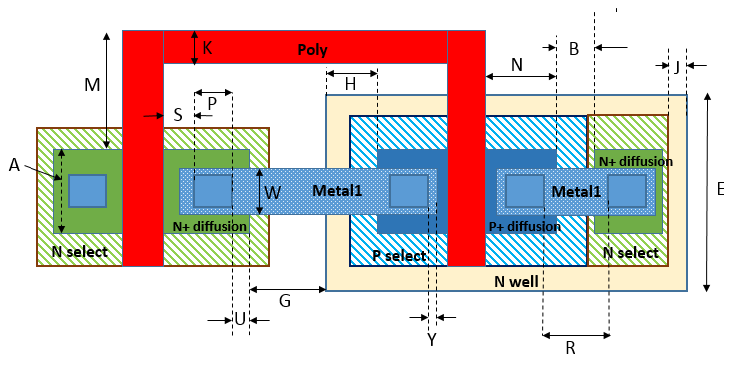 K
Poly
B
N
J
M
H
P
S
A
N+ diffusion
W
Metal1
Metal1
E
N+ diffusion
P+ diffusion
N select
P select
N select
N well
G
U
Y
R